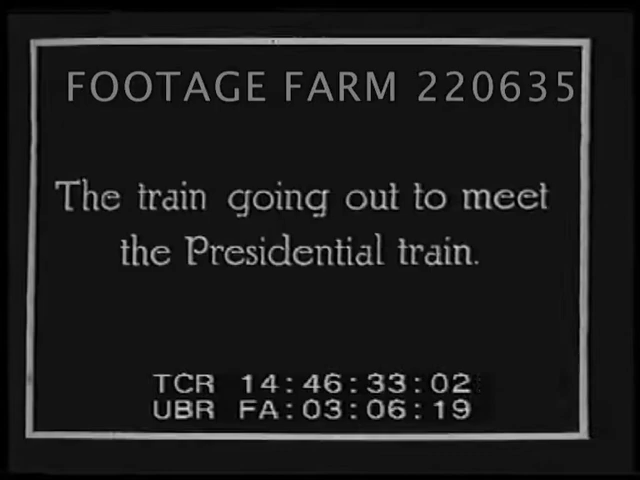 FOOTAGE FARM 220635
The train going out to meet
the Presidential train.
TCR 14:46:33:02
UBR FA:03:06:19